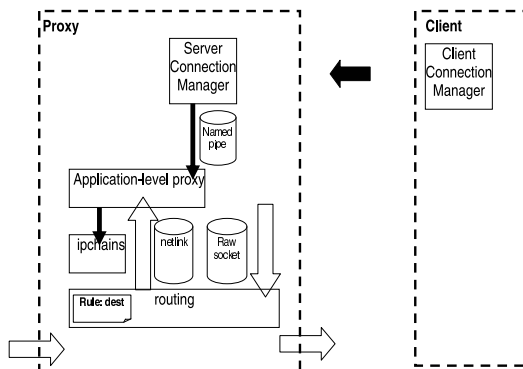 Proxy
Server
Connection
Manager
Named
pipe
Application-level proxy
ipchains
netlink
Raw
socket
routing
Rule: dest
Client
Client
Connection
Manager